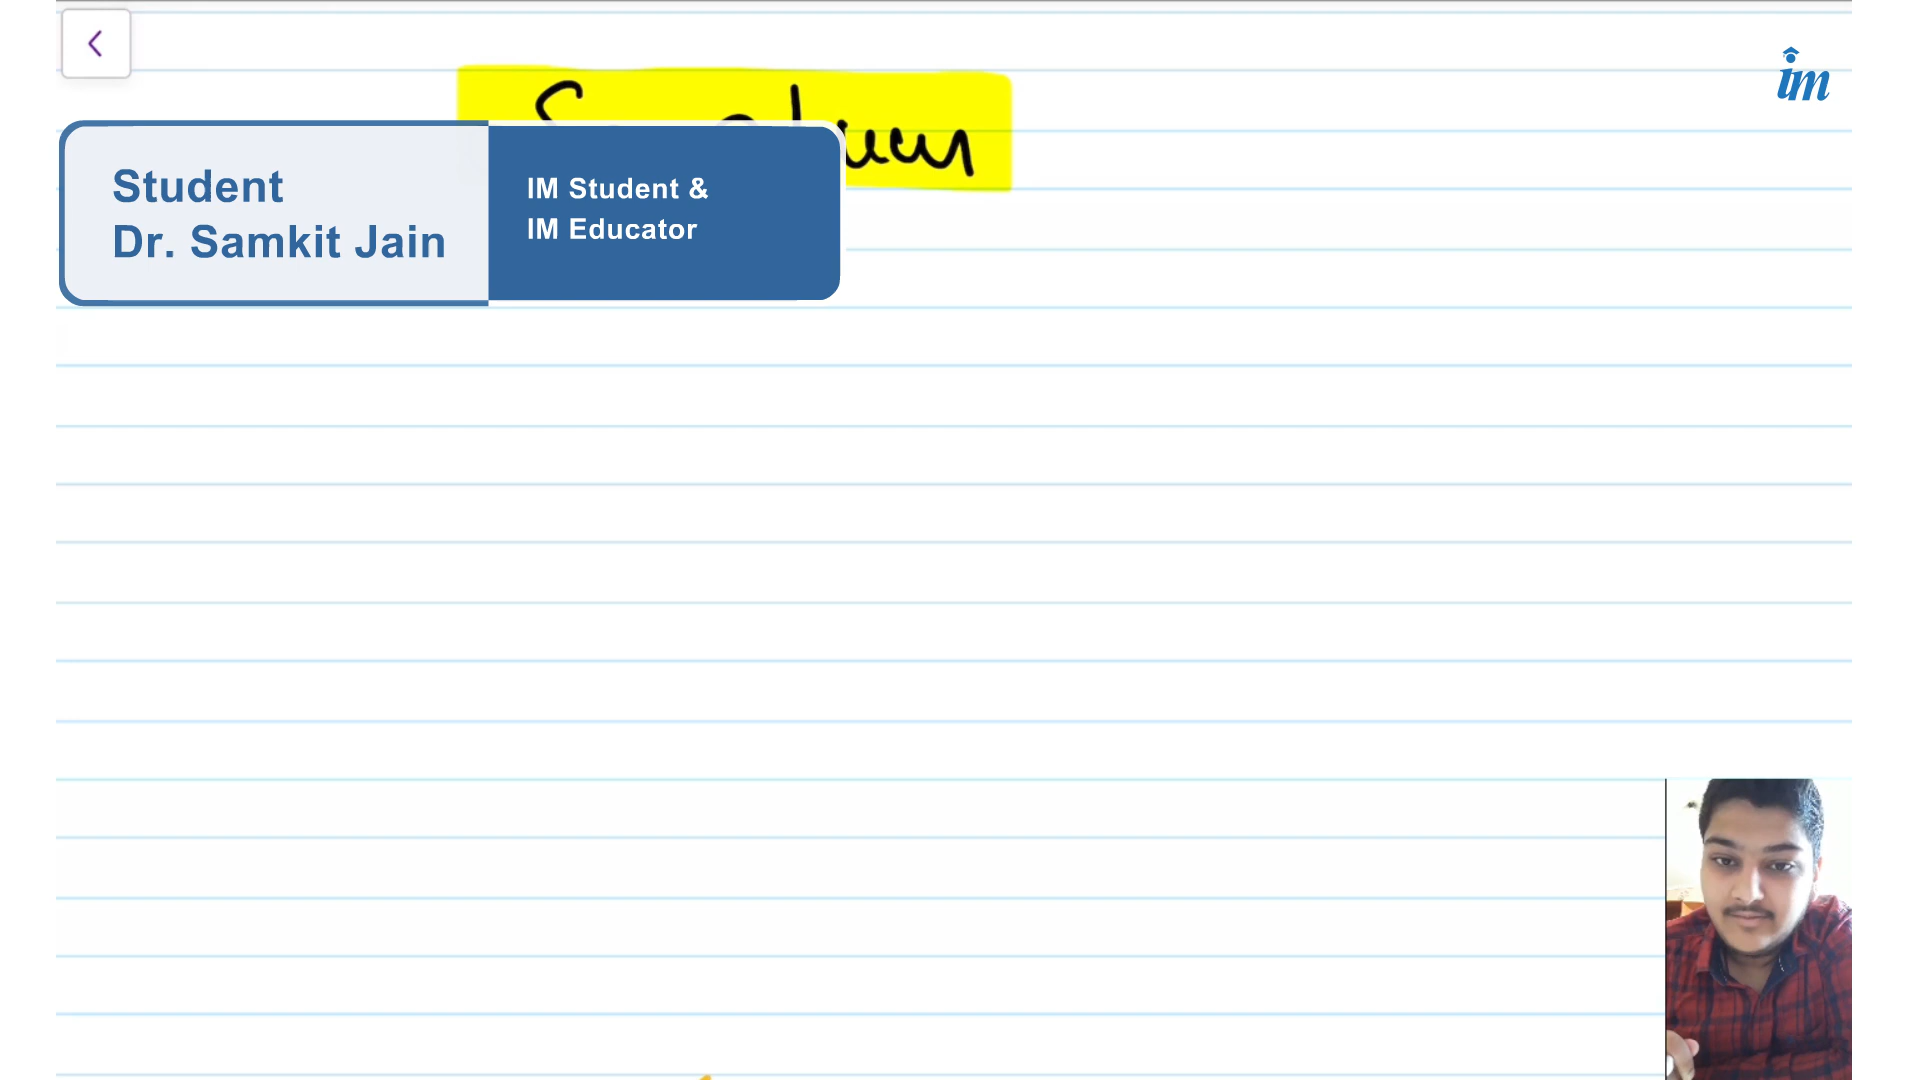 im
Student
Dr. Samkit Jain
IM Student &
IM Educator